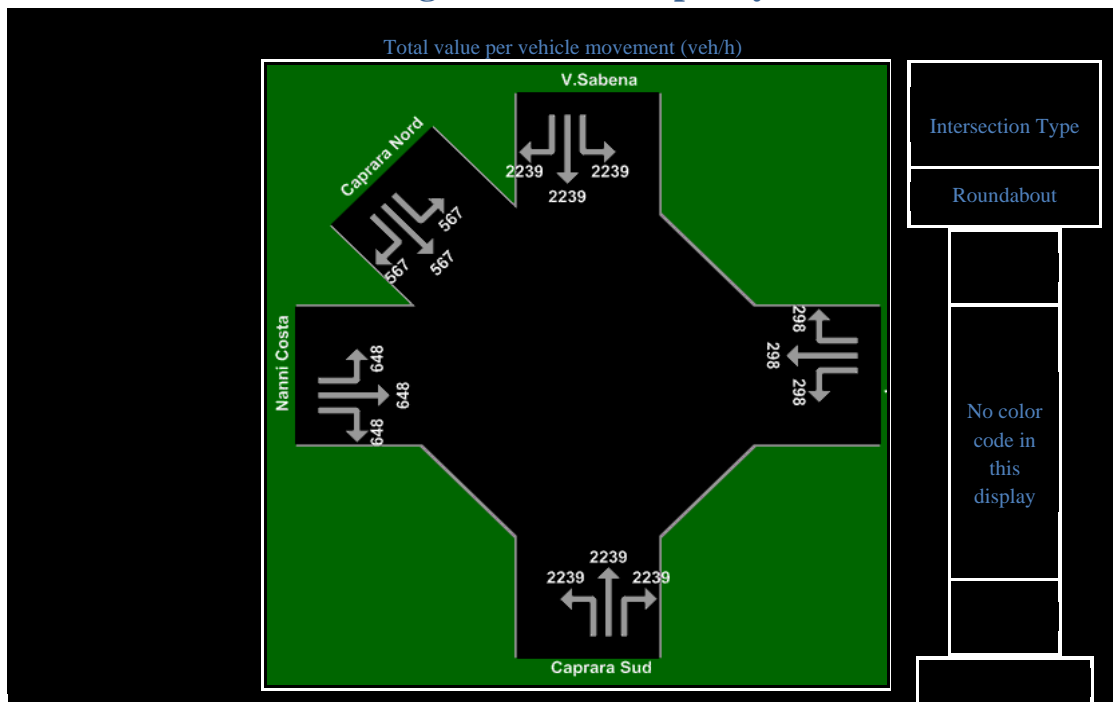 Total value per vehicle movement (veh/h)
V.Sabena
Intersection Type
Roundabout
Caprara Nord
2239
2239
2239
567
567
567
298
298
298
Nanni Costa
648
648
648
No color
code in
this
display
2239
2239
2239
Caprara Sud